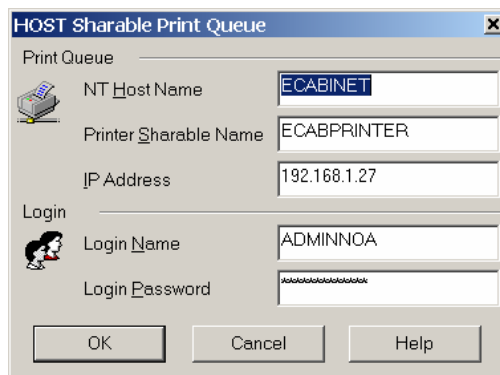 HOST Sharable Print Queue
Print Queue
NT Host Name ECABINET
Printer Sharable Name ECABPRINTER
IP Address 192.168.1.27
Login
Login Name ADMINNOA
Login Password **************
OK Cancel Help